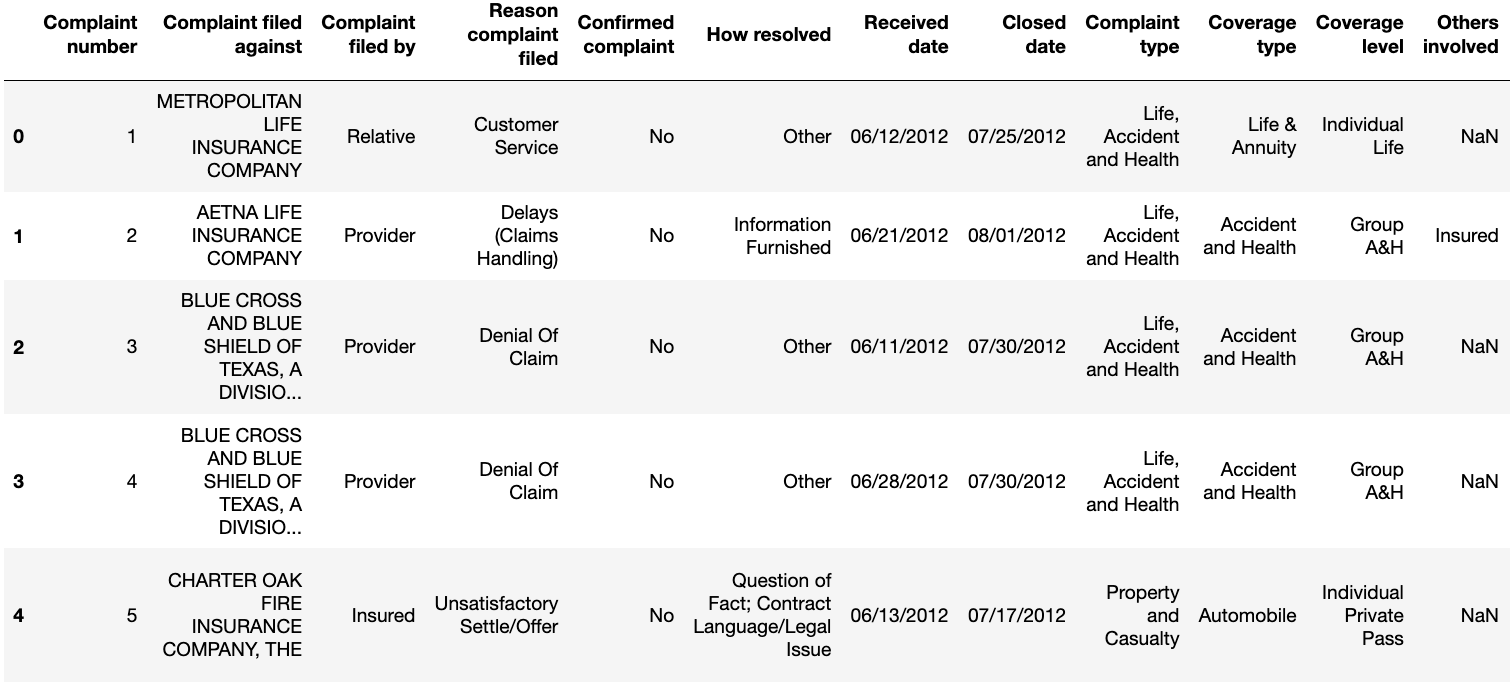 Complaint number Complaint filed against Complaint filed by Reason complaint filed Confirmed complaint How resolved Received date Closed date Complaint type Coverage type Coverage level Others involved
0 1 METROPOLITAN LIFE INSURANCE COMPANY Relative Customer Service No Other 06/12/2012 07/25/2012 Life, Accident and Health Life & Annuity Individual Life NaN
1 2 AETNA LIFE INSURANCE COMPANY Provider Delays (Claims Handling) No Information Furnished 06/21/2012 08/01/2012 Life, Accident and Health Accident and Health Group A&H Insured
2 3 BLUE CROSS AND BLUE SHIELD OF TEXAS, A DIVISIO... Provider Denial Of Claim No Other 06/11/2012 07/30/2012 Life, Accident and Health Accident and Health Group A&H NaN
3 4 BLUE CROSS AND BLUE SHIELD OF TEXAS, A DIVISIO... Provider Denial Of Claim No Other 06/28/2012 07/30/2012 Life, Accident and Health Accident and Health Group A&H NaN
4 5 CHARTER OAK FIRE INSURANCE COMPANY, THE Insured Unsatisfactory Settle/Offer No Question of Fact; Contract Language/Legal Issue 06/13/2012 07/17/2012 Property and Casualty Automobile Individual Private Pass NaN